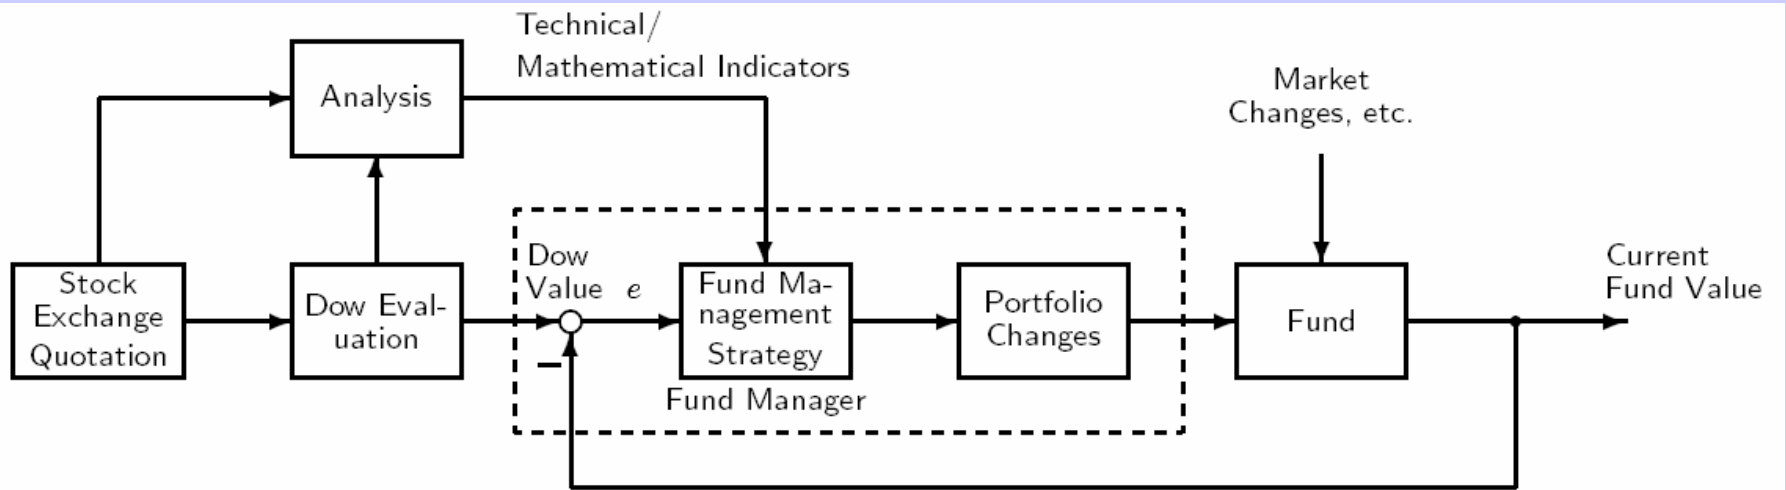 Technical/
Mathematical Indicators
Analysis
Market
Changes, etc.
Stock
Exchange
Quotation
Dow Eval-
uation
Dow
Value e
−
Fund Ma-
nagement
Strategy
Fund Manager
Portfolio
Changes
Fund
Current
Fund Value